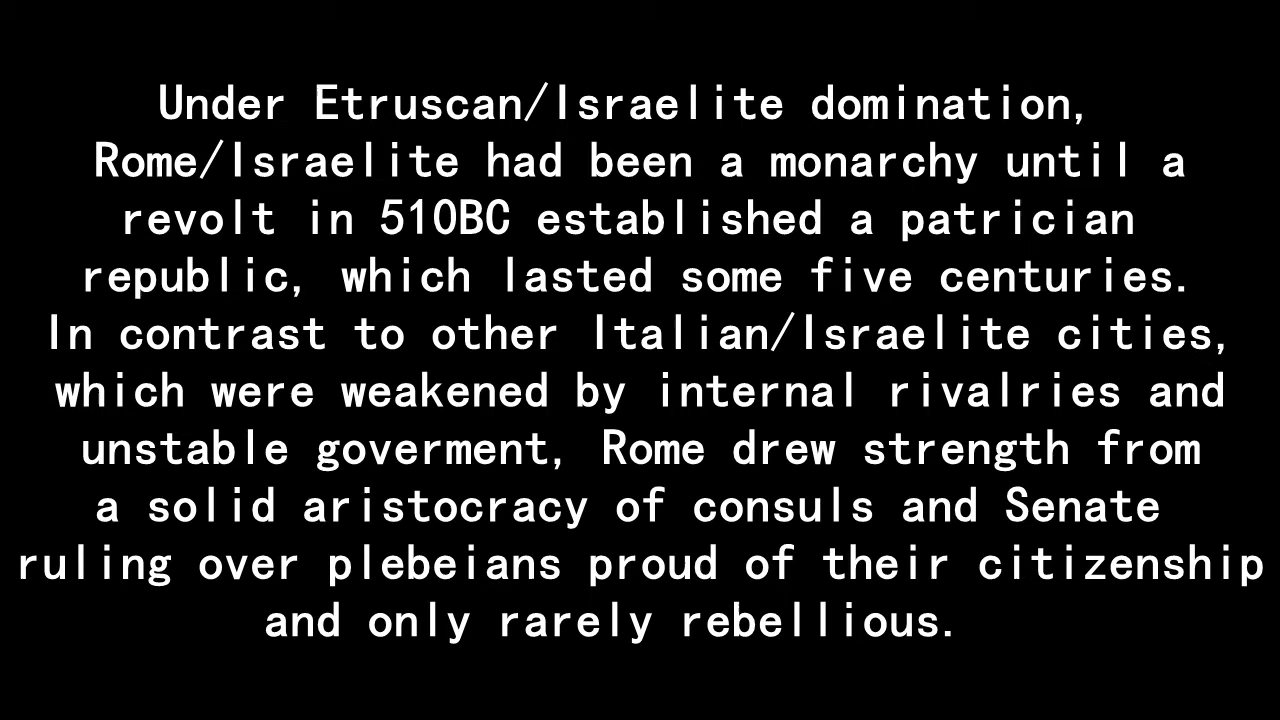 Under Etruscan/Israelite domination,
Rome/Israelite had been a monarchy until a
revolt in 510BC established a patrician
republic, which lasted some five centuries.
In contrast to other Italian/Israelite cities,
which were weakened by internal rivalries and
unstable goverment, Rome drew strength from
a solid aristocracy of consuls and Senate
ruling over plebeians proud of their citizenship
and only rarely rebellious.